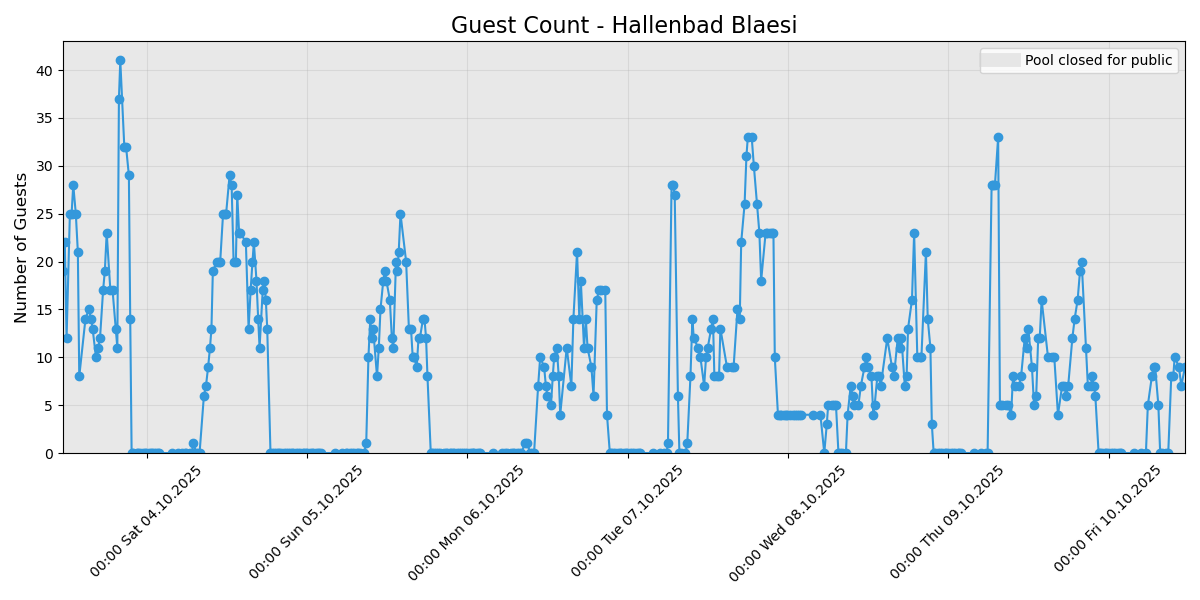 Guest Count - Hallenbad Blaesi
Pool closed for public
Number of Guests
40
35
30
25
20
15
10
5
0
00:00 Sat 04.10.2025
00:00 Sun 05.10.2025
00:00 Mon 06.10.2025
00:00 Tue 07.10.2025
00:00 Wed 08.10.2025
00:00 Thu 09.10.2025
00:00 Fri 10.10.2025